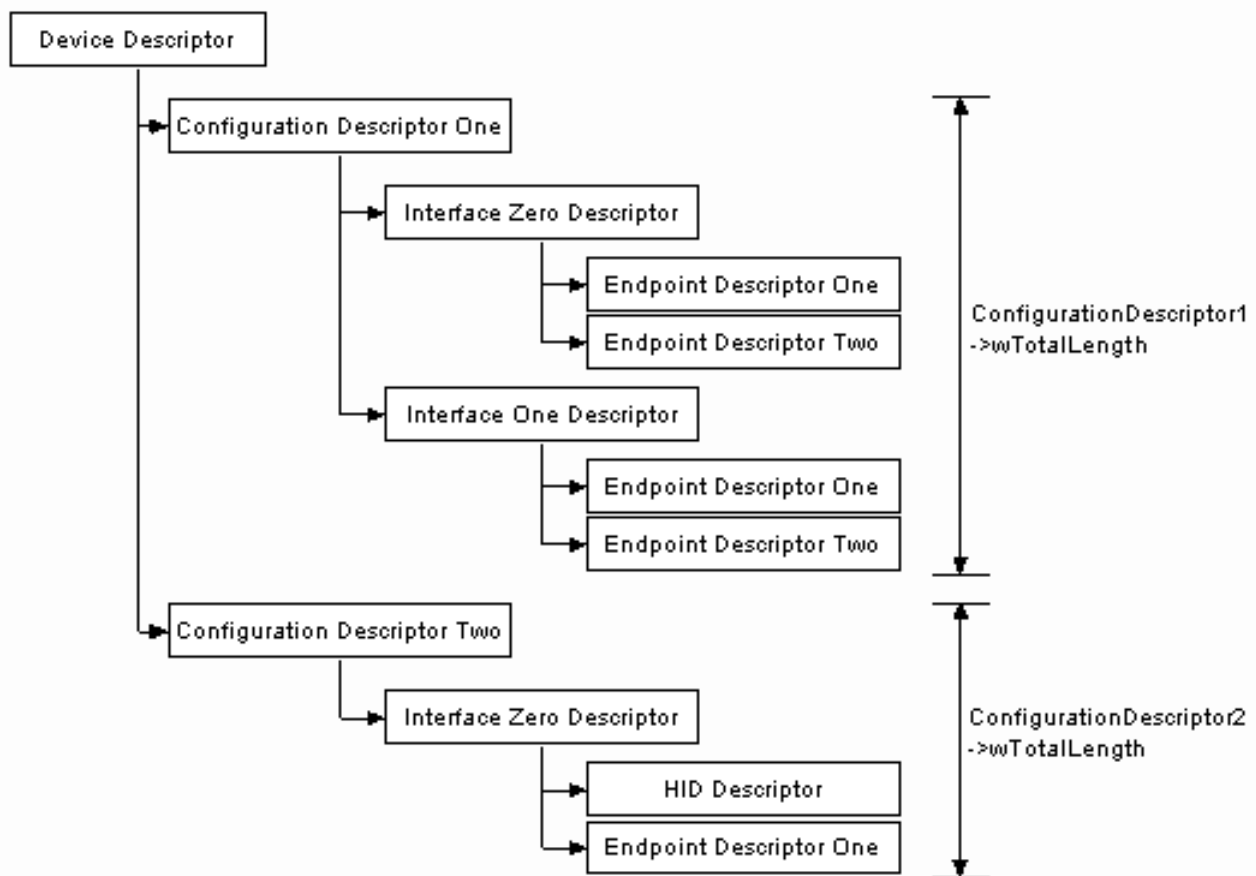 Device Descriptor
Configuration Descriptor One
Interface Zero Descriptor
Endpoint Descriptor One
Endpoint Descriptor Two
Interface One Descriptor
Endpoint Descriptor One
Endpoint Descriptor Two
ConfigurationDescriptor1
->wTotalLength
Configuration Descriptor Two
Interface Zero Descriptor
HID Descriptor
Endpoint Descriptor One
ConfigurationDescriptor2
->wTotalLength